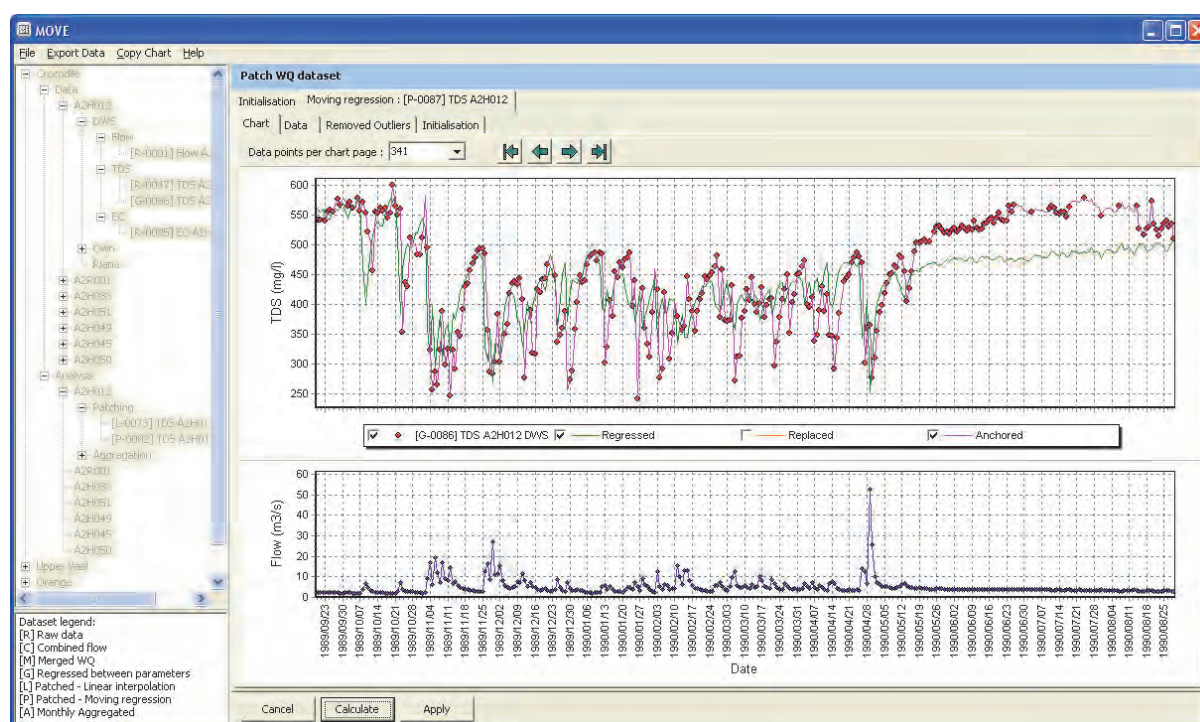 MOVE
File Export Data Copy Chart Help
Crocodile
Data
A2H012
DWS
Flow
[R-0001] Flow A
TDS
[R-0047] TDS A2
[G-0086] TDS A2
EC
[R-0085] EC A2H
Own
Rlana
A2R001
A2H088
A2H051
A2H049
A2H045
A2H050
Analysis
A2H012
Patching
[L-0073] TDS A2H01
[P-0082] TDS A2H01
Aggregation
A2R001
A2H088
A2H051
A2H049
A2H045
A2H050
Upper Vaal
Orange
Dataset legend:
[R] Raw data
[C] Combined flow
[M] Merged WQ
[G] Regressed between parameters
[L] Patched - Linear interpolation
[P] Patched - Moving regression
[A] Monthly Aggregated
Patch WQ dataset
Initialisation Moving regression : [P-0087] TDS A2H012
Chart Data Removed Outliers Initialisation
Data points per chart page : 341
TDS (mg/l)
600
550
500
450
400
350
300
250
[G-0086] TDS A2H012 DWS Regressed Replaced Anchored
Flow (m3/s)
60
50
40
30
20
10
0
1989/09/23 1989/09/30 1989/10/07 1989/10/14 1989/10/21 1989/10/28 1989/11/04 1989/11/11 1989/11/18 1989/11/25 1989/12/02 1989/12/09 1989/12/16 1989/12/23 1989/12/30 1990/01/06 1990/01/13 1990/01/20 1990/01/27 1990/02/03 1990/02/10 1990/02/17 1990/02/24 1990/03/03 1990/03/10 1990/03/17 1990/03/24 1990/03/31 1990/04/07 1990/04/14 1990/04/21 1990/04/28 1990/05/05 1990/05/12 1990/05/19 1990/05/26 1990/06/02 1990/06/09 1990/06/16 1990/06/23 1990/06/30 1990/07/07 1990/07/14 1990/07/21 1990/07/28 1990/08/04 1990/08/11 1990/08/18 1990/08/25
Date
Cancel Calculate Apply